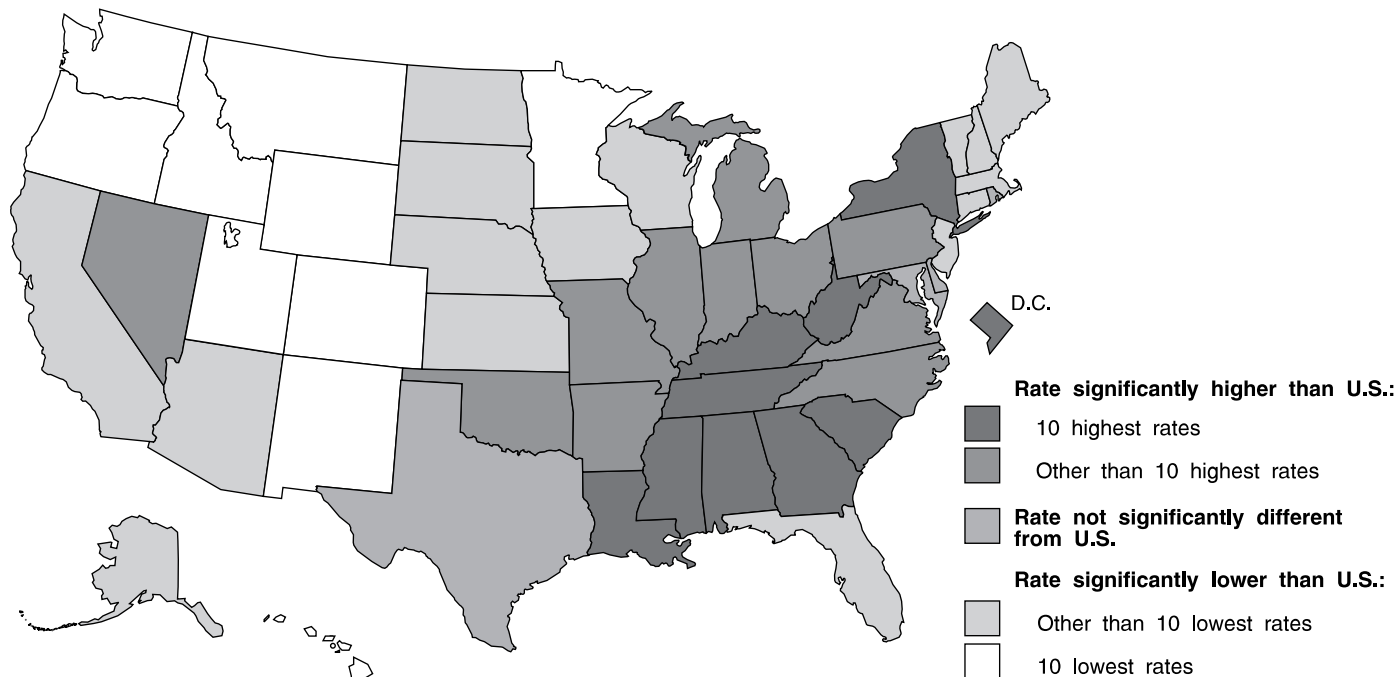 D.C.
Rate significantly higher than U.S.:
10 highest rates
Other than 10 highest rates
Rate not significantly different
from U.S.
Rate significantly lower than U.S.:
Other than 10 lowest rates
10 lowest rates